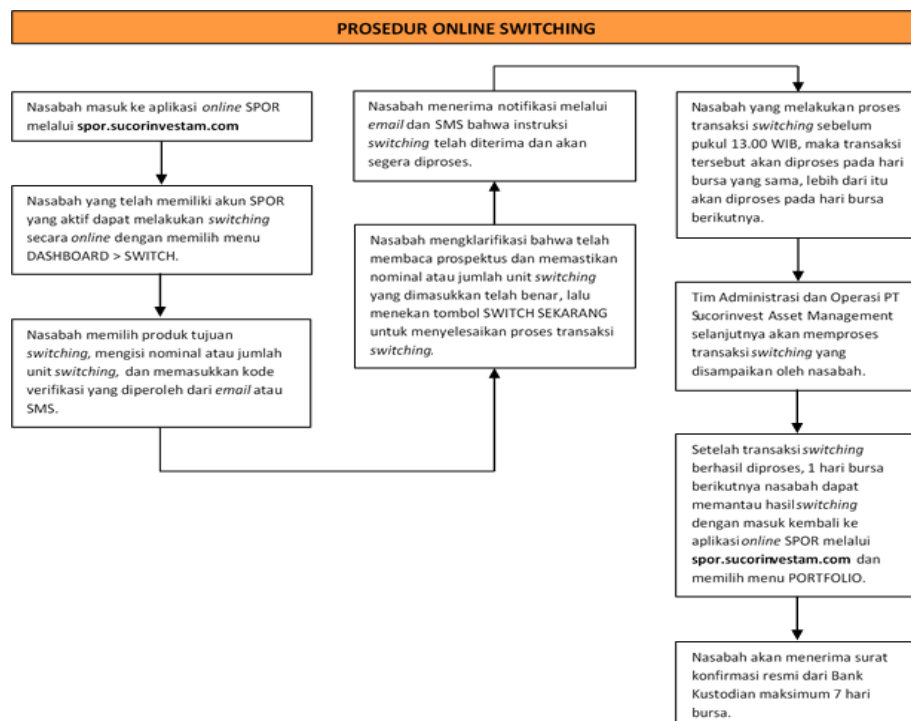 PROSEDUR ONLINE SWITCHING
Nasabah masuk ke aplikasi online SPOR
melalui spor.sucorinvestam.com
Nasabah yang telah memiliki akun SPOR
yang aktif dapat melakukan switching
secara online dengan memilih menu
DASHBOARD > SWITCH.
Nasabah memilih produk tujuan
switching, mengisi nominal atau jumlah
unit switching, dan memasukkan kode
verifikasi yang diperoleh dari email atau
SMS.
Nasabah mengklarifikasi bahwa telah
membaca prospektus dan memastikan
nominal atau jumlah unit switching
yang dimasukkan telah benar, lalu
menekan tombol SWITCH SEKARANG
untuk menyelesaikan proses transaksi
switching.
Nasabah menerima notifikasi melalui
email dan SMS bahwa instruksi
switching telah diterima dan akan
segera diproses.
Nasabah yang melakukan proses
transaksi switching sebelum
pukul 13.00 WIB, maka transaksi
tersebut akan diproses pada hari
bursa yang sama, lebih dari itu
akan diproses pada hari bursa
berikutnya.
Tim Administrasi dan Operasi PT
Sucorinvest Asset Management
selanjutnya akan memproses
transaksi switching yang
disampaikan oleh nasabah.
Setelah transaksi switching
berhasil diproses, 1 hari bursa
berikutnya nasabah dapat
memantau hasil switching
dengan masuk kembali ke
aplikasi online SPOR melalui
spor.sucorinvestam.com dan
memilih menu PORTFOLIO.
Nasabah akan menerima surat
konfirmasi resmi dari Bank
Kustodian maksimum 7 hari
bursa.